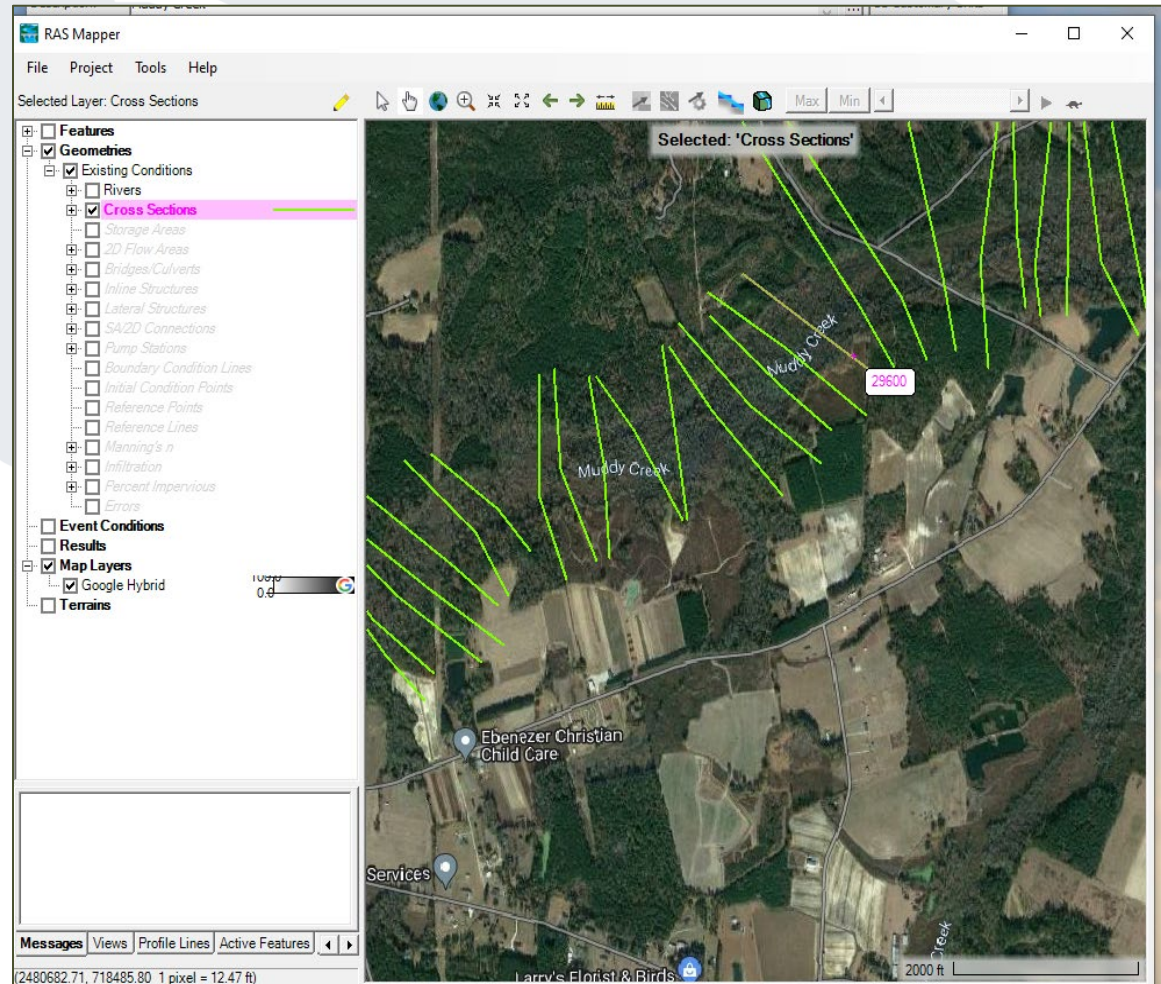 Muddy Creek
RAS Mapper
File Project Tools Help
Selected Layer: Cross Sections
Max Min
Features
Geometries
Existing Conditions
Rivers
Cross Sections
Storage Areas
2D Flow Areas
Bridges/Culverts
Inline Structures
Lateral Structures
SA/2D Connections
Pump Stations
Boundary Condition Lines
Initial Condition Points
Reference Points
Reference Lines
Manning's n
Infiltration
Percent Impervious
Errors
Event Conditions
Results
Map Layers
Google Hybrid
100.0
0.0
Terrains
Messages Views Profile Lines Active Features
(2480682.71, 718485.80 1 pixel = 12.47 ft)
Selected: 'Cross Sections'
Muddy Creek
29600
Muddy Creek
Ebenezer Christian
Child Care
Services
Creek
Larry's Florist & Birds
2000 ft